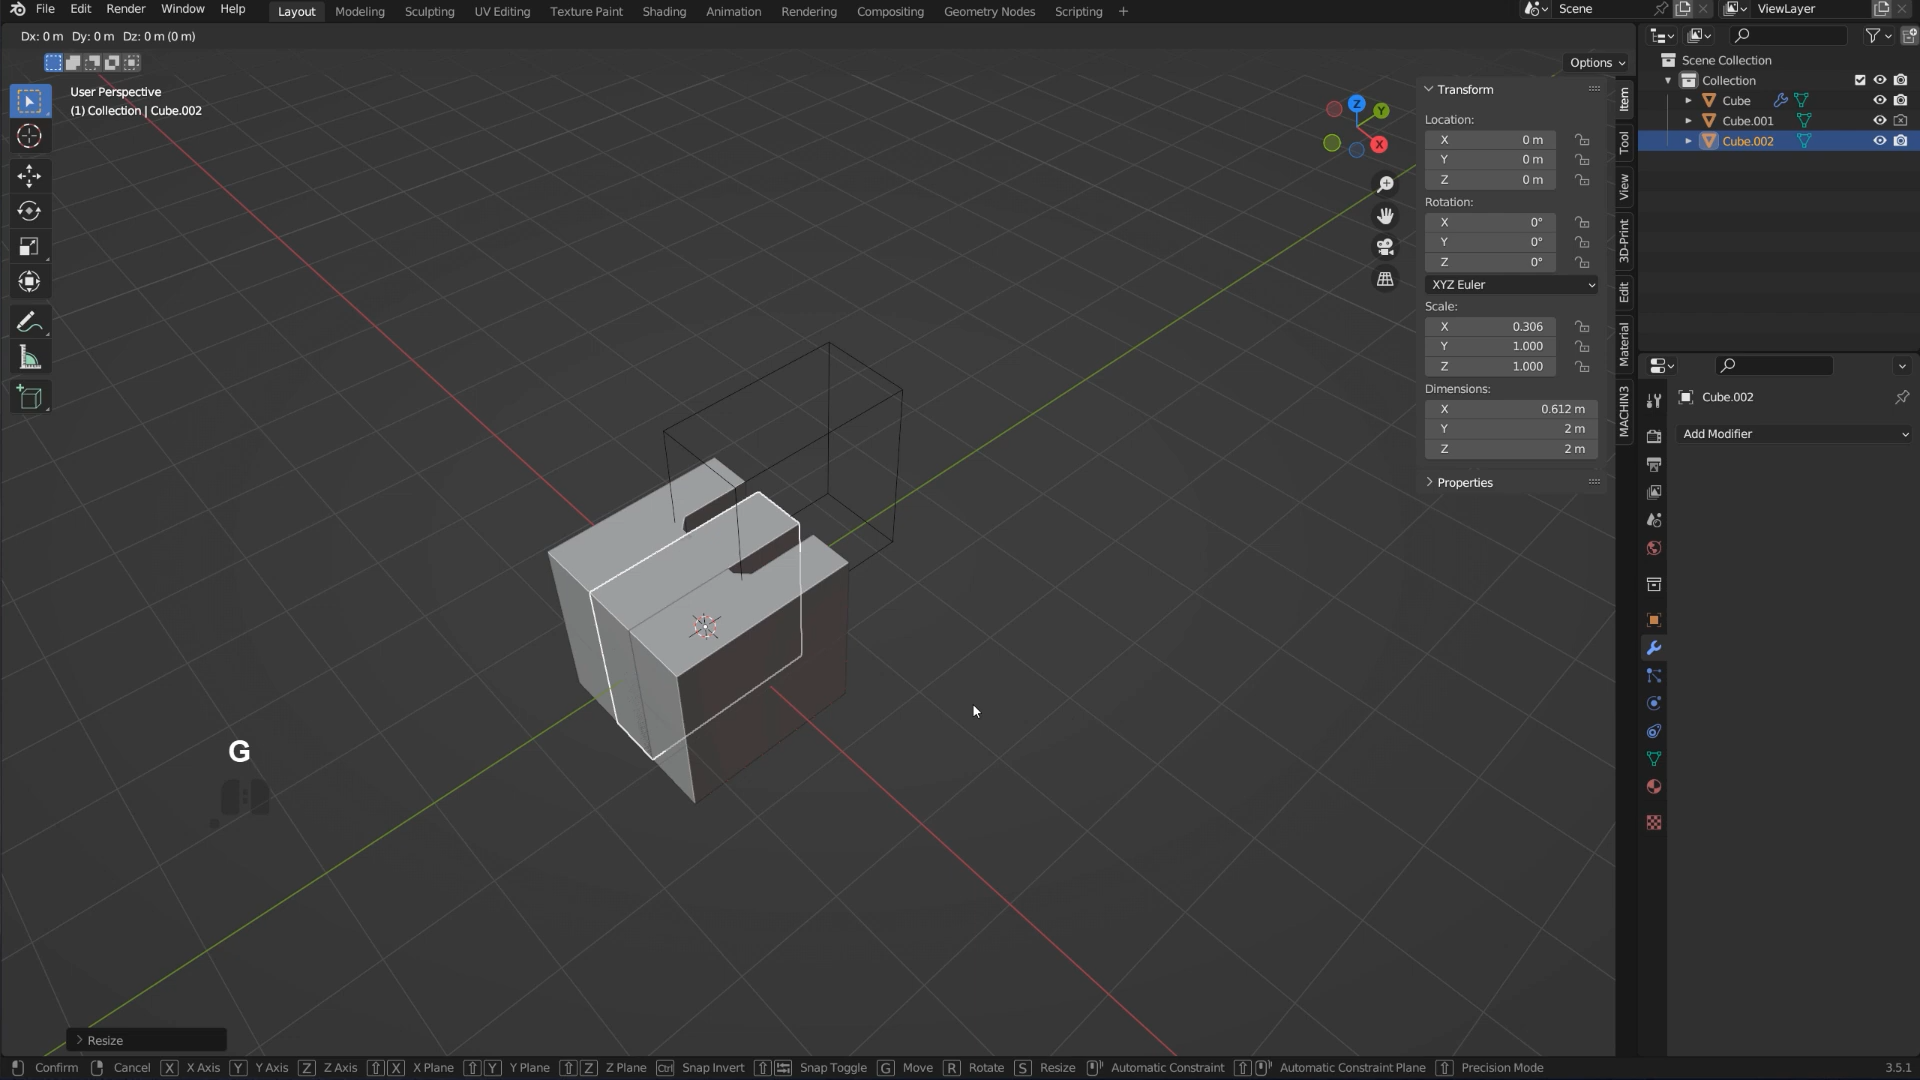 File Edit Render Window Help Layout Modeling Sculpting UV Editing Texture Paint Shading Animation Rendering Compositing Geometry Nodes Scripting + Scene ViewLayer
Dx: 0 m Dy: 0 m Dz: 0 m (0 m)
Options
User Perspective
(1) Collection | Cube.002
Z
Y
X
Transform
Location:
X 0 m
Y 0 m
Z 0 m
Rotation:
X 0°
Y 0°
Z 0°
XYZ Euler
Scale:
X 0.306
Y 1.000
Z 1.000
Dimensions:
X 0.612 m
Y 2 m
Z 2 m
Properties
Item
Tool
View
3D-Print
Edit
Material
MACHIN3
Scene Collection
Collection
Cube
Cube.001
Cube.002
Cube.002
Add Modifier
G
Resize
Confirm Cancel X X Axis Y Y Axis Z Z Axis X X Plane Y Y Plane Z Z Plane Ctrl Snap Invert Snap Toggle G Move R Rotate S Resize Automatic Constraint Automatic Constraint Plane Precision Mode 3.5.1